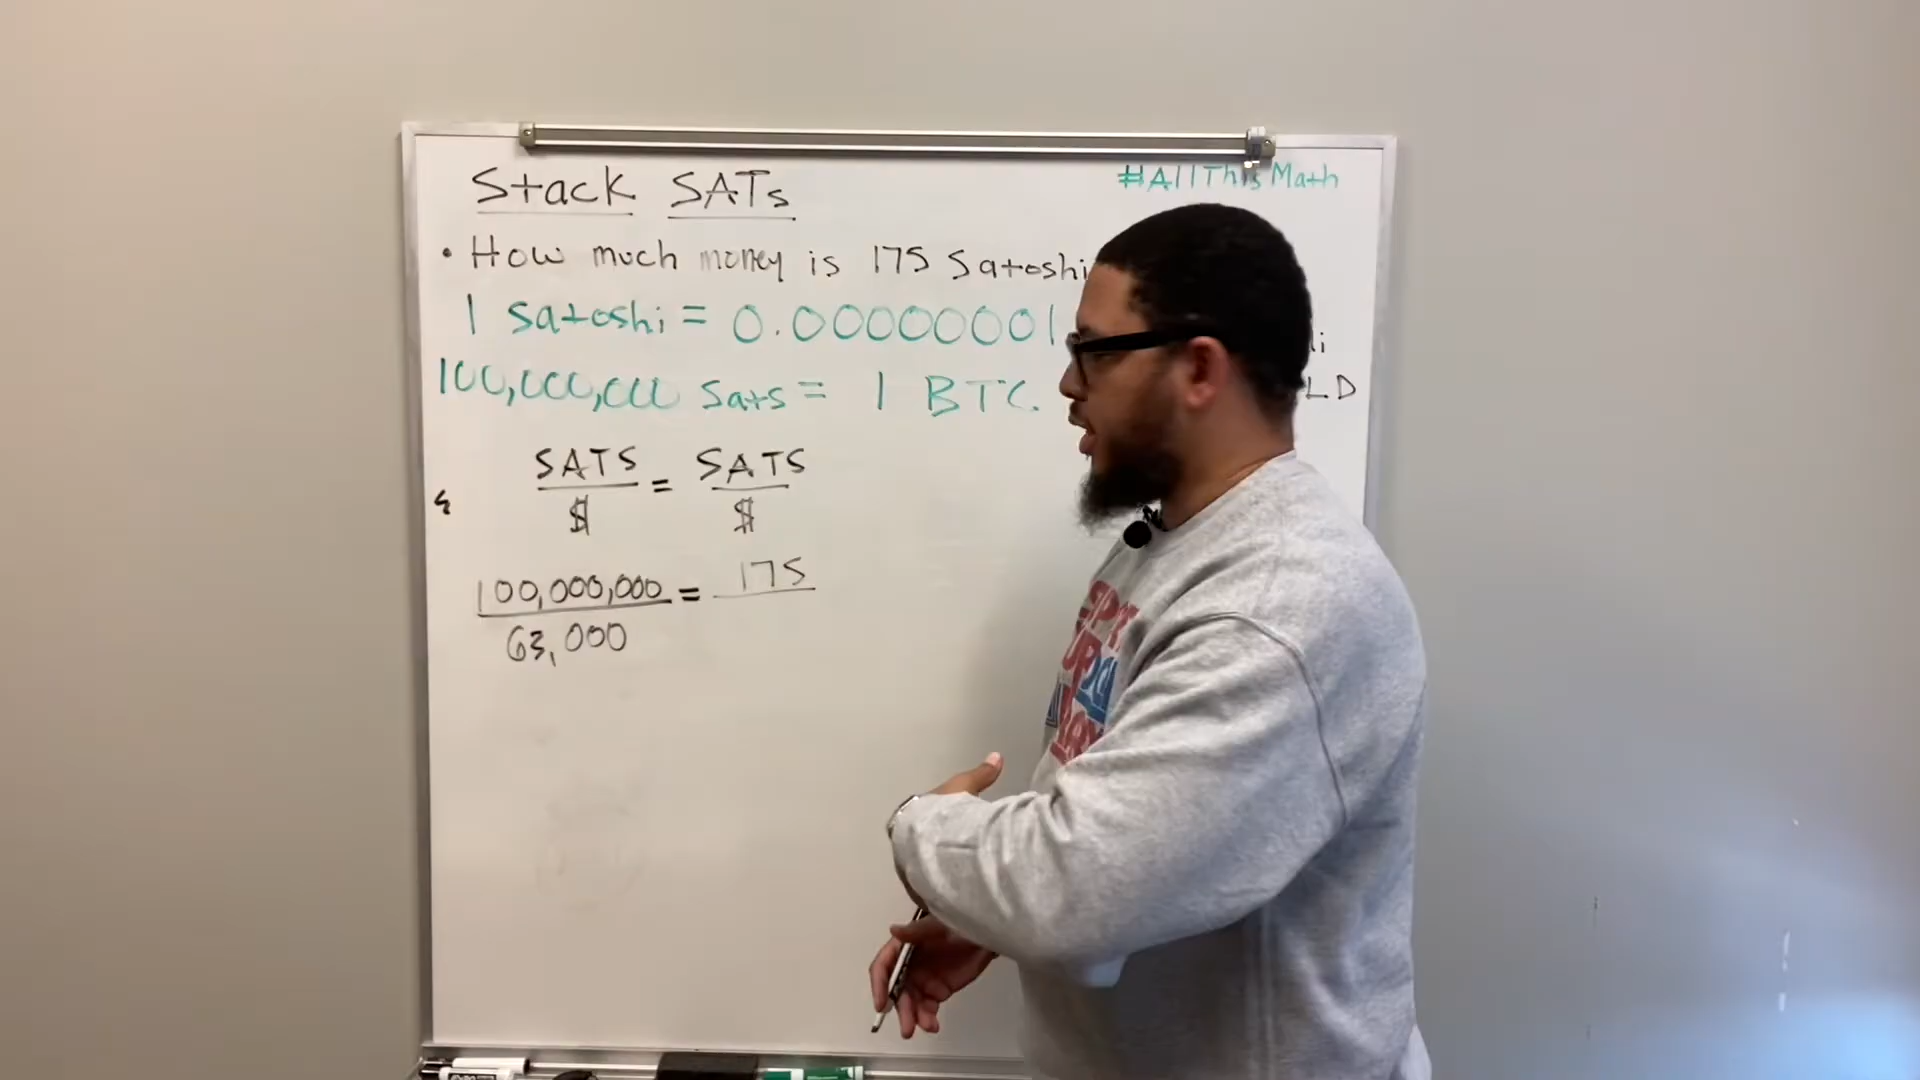 Stack SATs
#AllThisMath
• How much money is 175 Satoshi
1 Satoshi = 0.00000001
100,000,000 Sats = 1 BTC
LD
SATS = SATS
$ $
100,000,000 = 175
63,000